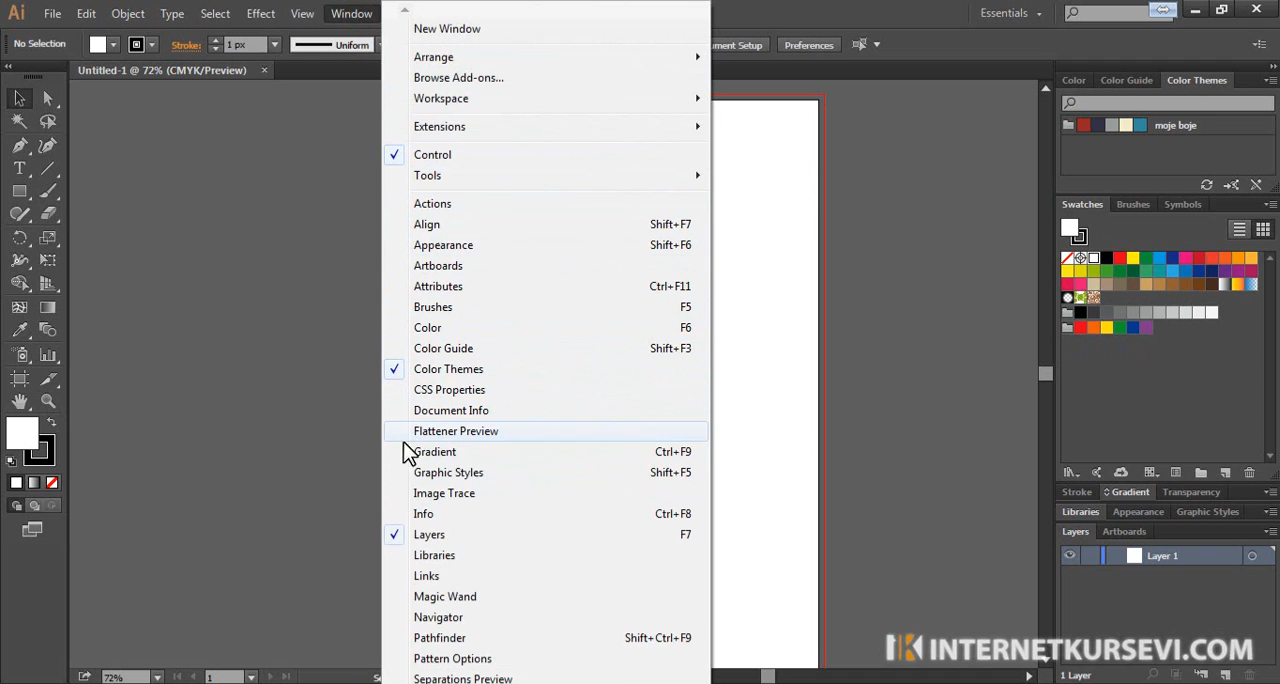 Ai File Edit Object Type Select Effect View Window
Essentials
No Selection Stroke: 1 px Uniform
ment Setup Preferences
Untitled-1 @ 72% (CMYK/Preview) ×
New Window
Arrange
Browse Add-ons...
Workspace
Extensions
Control
Tools
Actions
Align Shift+F7
Appearance Shift+F6
Artboards
Attributes Ctrl+F11
Brushes F5
Color F6
Color Guide Shift+F3
Color Themes
CSS Properties
Document Info
Flattener Preview
Gradient Ctrl+F9
Graphic Styles Shift+F5
Image Trace
Info Ctrl+F8
Layers F7
Libraries
Links
Magic Wand
Navigator
Pathfinder Shift+Ctrl+F9
Pattern Options
Separations Preview
Color Color Guide Color Themes
moje boje
Swatches Brushes Symbols
Stroke Gradient Transparency
Libraries Appearance Graphic Styles
Layers Artboards
Layer 1
INTERNETKURSEVI.COM
1 Layer
72% 1